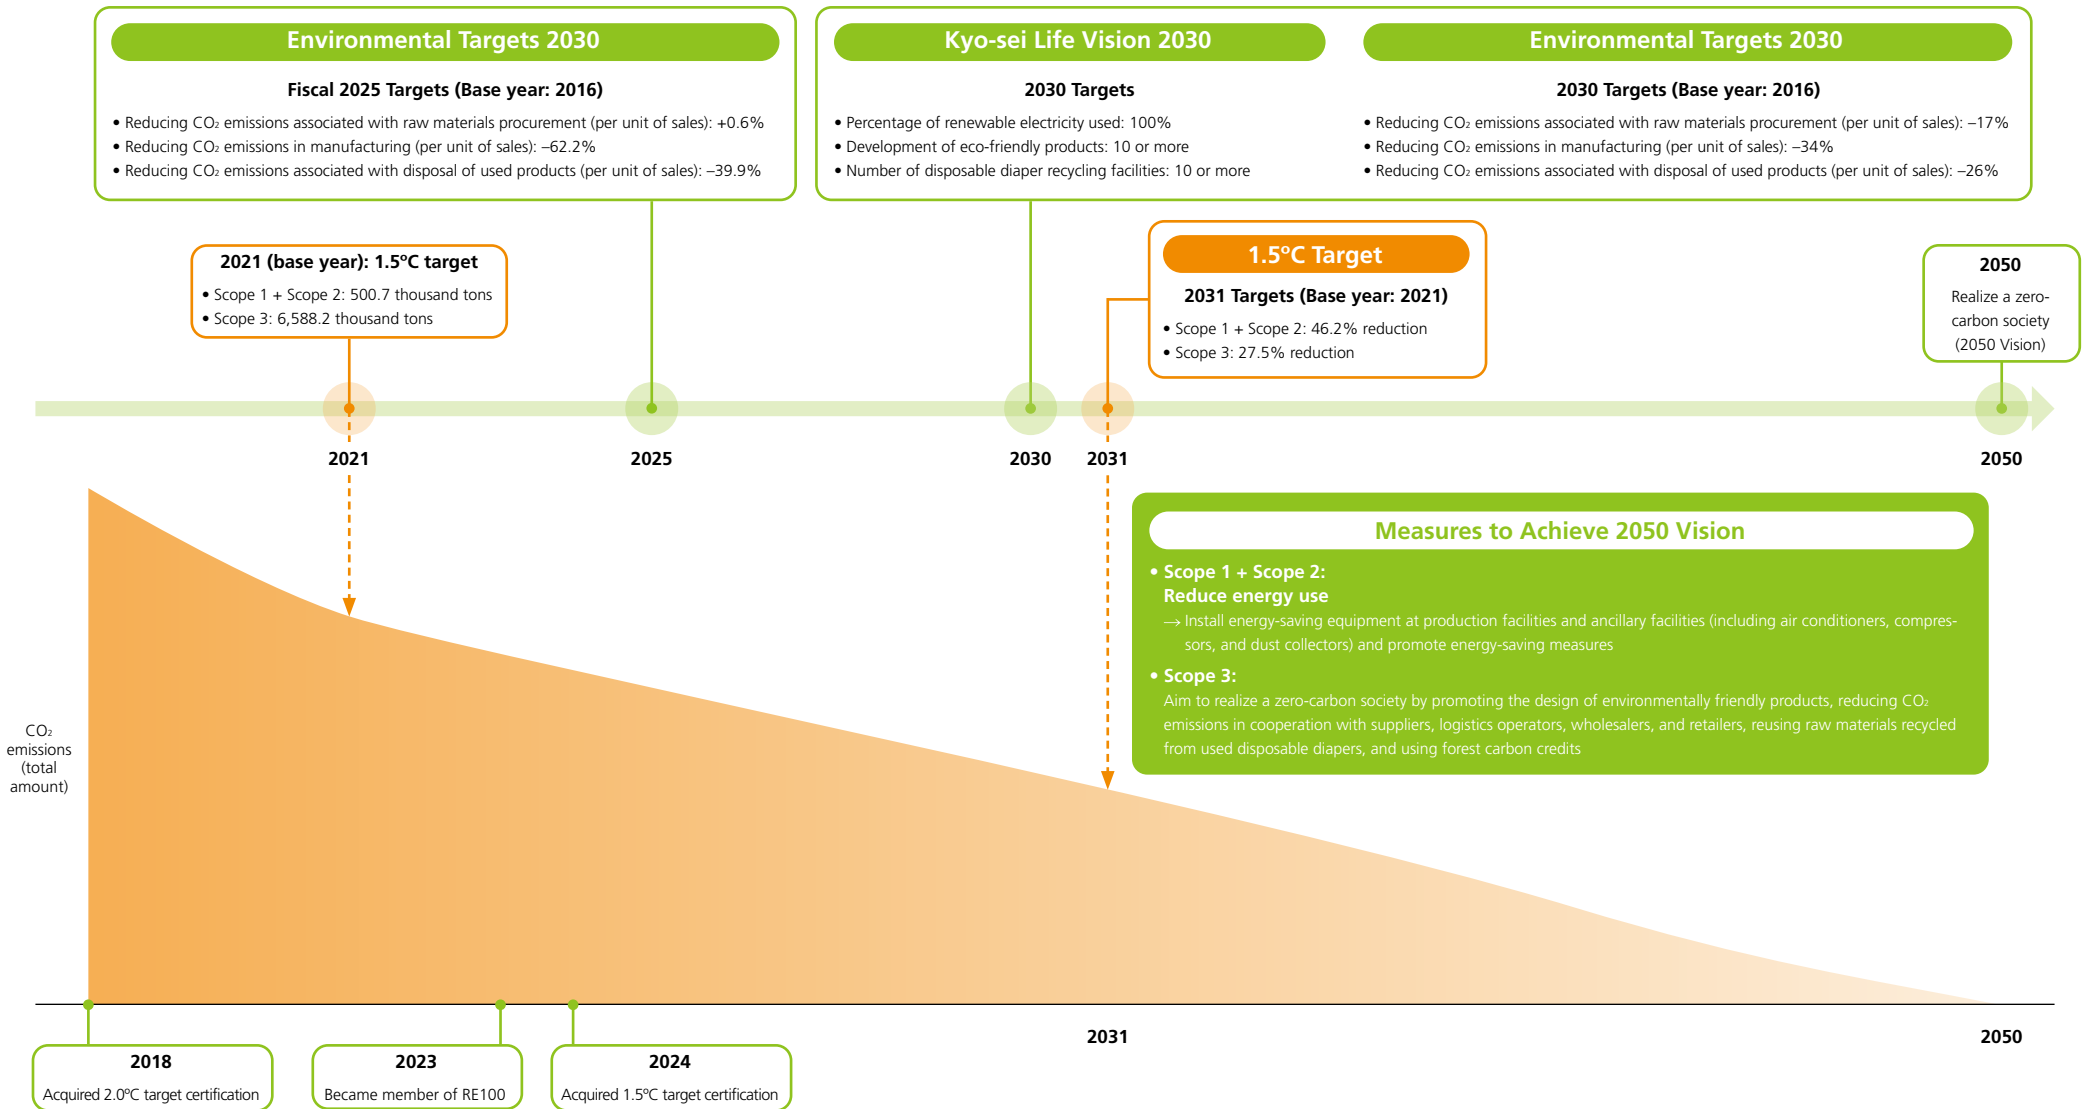 Environmental Targets 2030
Fiscal 2025 Targets (Base year: 2016)
• Reducing CO₂ emissions associated with raw materials procurement (per unit of sales): +0.6%
• Reducing CO₂ emissions in manufacturing (per unit of sales): –62.2%
• Reducing CO₂ emissions associated with disposal of used products (per unit of sales): –39.9%
Kyo-sei Life Vision 2030
2030 Targets
• Percentage of renewable electricity used: 100%
• Development of eco-friendly products: 10 or more
• Number of disposable diaper recycling facilities: 10 or more
Environmental Targets 2030
2030 Targets (Base year: 2016)
• Reducing CO₂ emissions associated with raw materials procurement (per unit of sales): –17%
• Reducing CO₂ emissions in manufacturing (per unit of sales): –34%
• Reducing CO₂ emissions associated with disposal of used products (per unit of sales): –26%
2021 (base year): 1.5ºC target
• Scope 1 + Scope 2: 500.7 thousand tons
• Scope 3: 6,588.2 thousand tons
1.5ºC Target
2031 Targets (Base year: 2021)
• Scope 1 + Scope 2: 46.2% reduction
• Scope 3: 27.5% reduction
2050
Realize a zero-
carbon society
(2050 Vision)
2021
2025
2030
2031
2050
Measures to Achieve 2050 Vision
• Scope 1 + Scope 2:
Reduce energy use
→ Install energy-saving equipment at production facilities and ancillary facilities (including air conditioners, compres-
sors, and dust collectors) and promote energy-saving measures
• Scope 3:
Aim to realize a zero-carbon society by promoting the design of environmentally friendly products, reducing CO₂
emissions in cooperation with suppliers, logistics operators, wholesalers, and retailers, reusing raw materials recycled
from used disposable diapers, and using forest carbon credits
CO₂
emissions
(total
amount)
2031
2050
2018
Acquired 2.0ºC target certification
2023
Became member of RE100
2024
Acquired 1.5ºC target certification